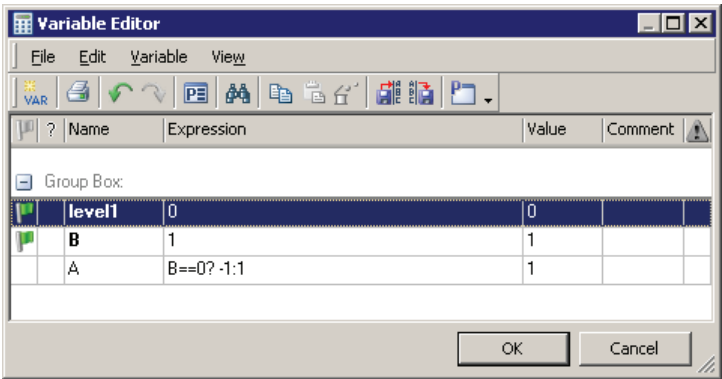 Variable Editor
File Edit Variable View
VAR PE
? Name Expression Value Comment
Group Box:
level1 0 0
B 1 1
A B==0? -1:1 1
OK Cancel